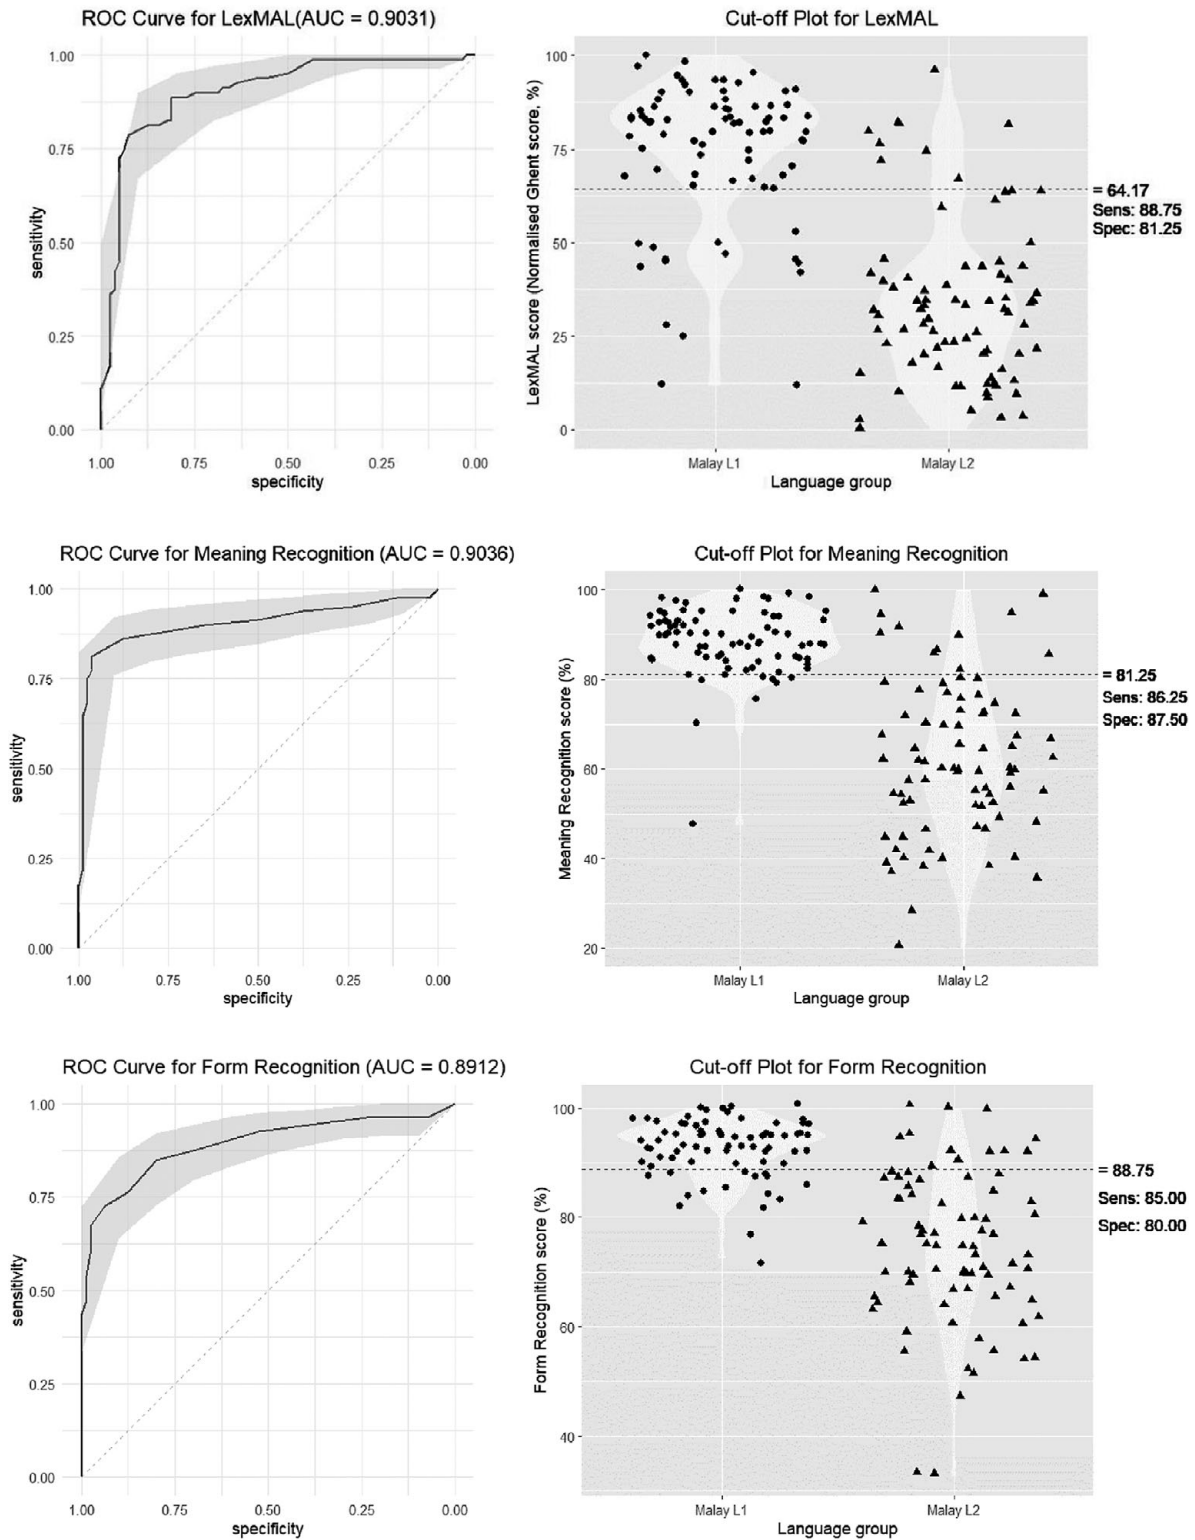 ROC Curve for LexMAL(AUC = 0.9031)
1.00
0.75
0.50
0.25
0.00
sensitivity
1.00 0.75 0.50 0.25 0.00
specificity
Cut-off Plot for LexMAL
100
75
50
25
0
LexMAL score (Normalised Ghent score, %)
= 64.17
Sens: 88.75
Spec: 81.25
Malay L1 Malay L2
Language group
ROC Curve for Meaning Recognition (AUC = 0.9036)
1.00
0.75
0.50
0.25
0.00
sensitivity
1.00 0.75 0.50 0.25 0.00
specificity
Cut-off Plot for Meaning Recognition
100
80
60
40
20
Meaning Recognition score (%)
= 81.25
Sens: 86.25
Spec: 87.50
Malay L1 Malay L2
Language group
ROC Curve for Form Recognition (AUC = 0.8912)
1.00
0.75
0.50
0.25
0.00
sensitivity
1.00 0.75 0.50 0.25 0.00
specificity
Cut-off Plot for Form Recognition
100
80
60
40
Form Recognition score (%)
= 88.75
Sens: 85.00
Spec: 80.00
Malay L1 Malay L2
Language group